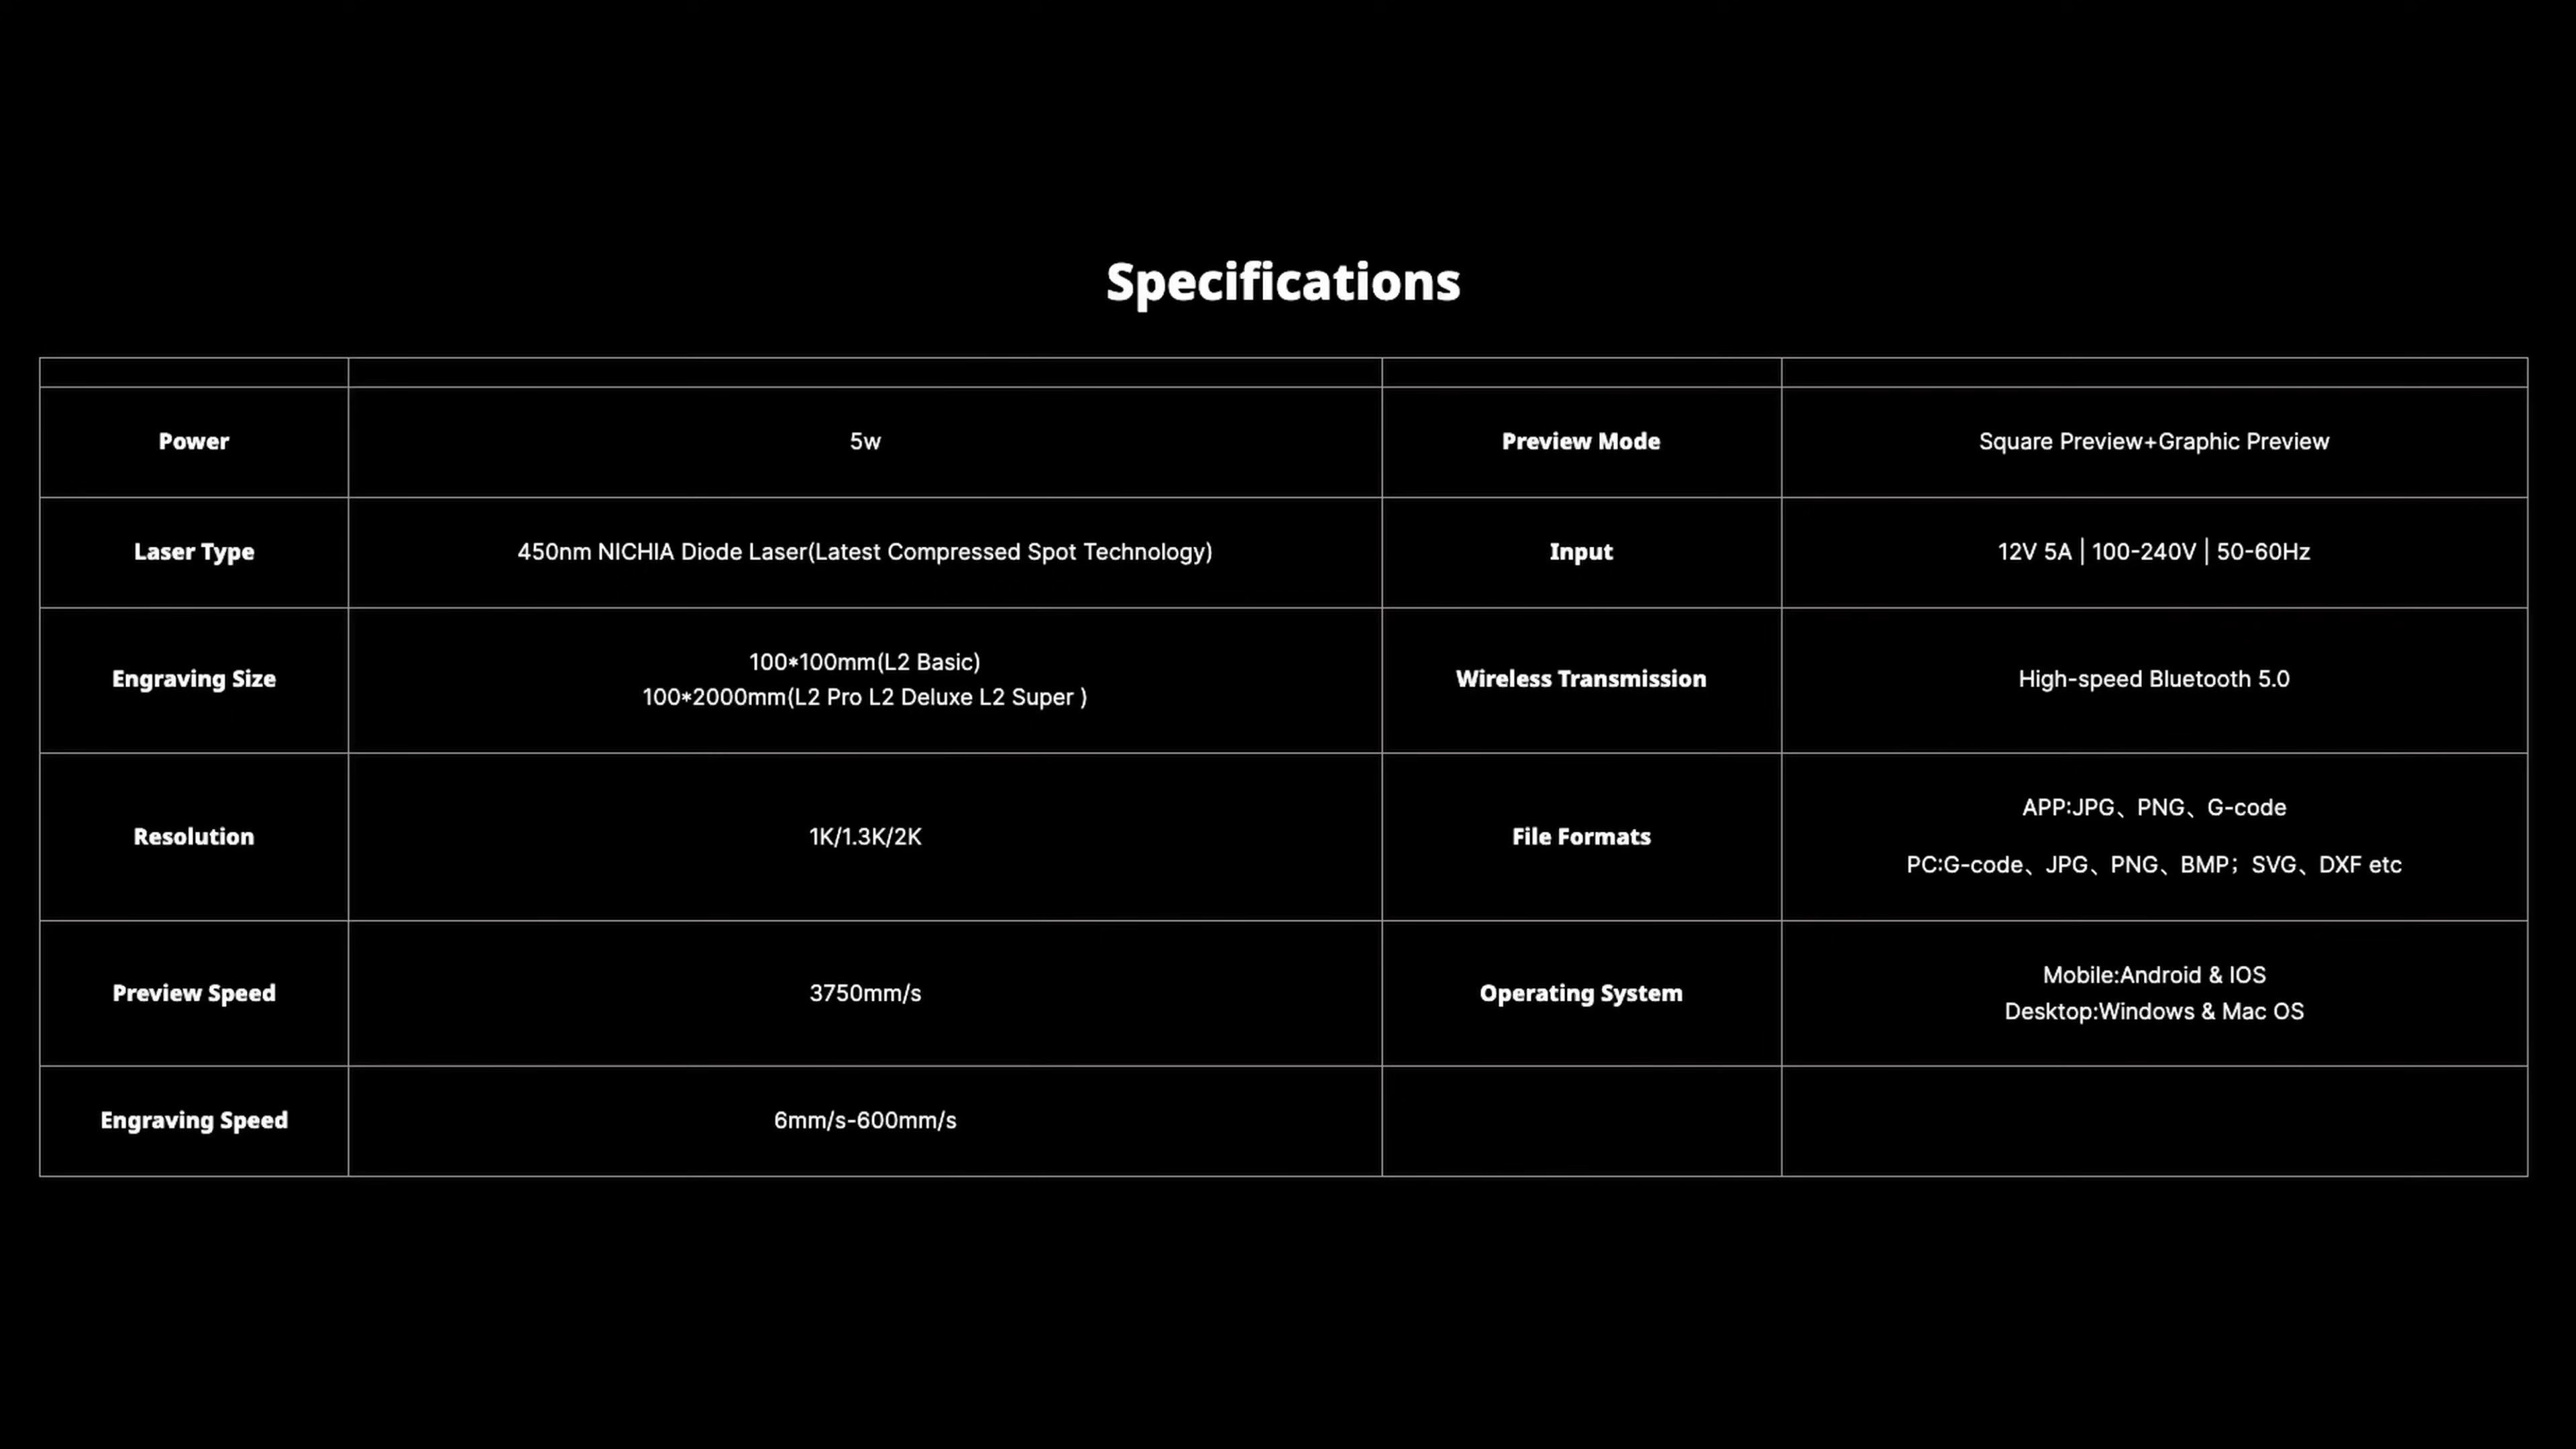 Specifications
Power
5w
Preview Mode
Square Preview+Graphic Preview
Laser Type
450nm NICHIA Diode Laser(Latest Compressed Spot Technology)
Input
12V 5A | 100-240V | 50-60Hz
Engraving Size
100*100mm(L2 Basic)
100*2000mm(L2 Pro L2 Deluxe L2 Super )
Wireless Transmission
High-speed Bluetooth 5.0
Resolution
1K/1.3K/2K
File Formats
APP:JPG、PNG、G-code
PC:G-code、JPG、PNG、BMP；SVG、DXF etc
Preview Speed
3750mm/s
Operating System
Mobile:Android & IOS
Desktop:Windows & Mac OS
Engraving Speed
6mm/s-600mm/s